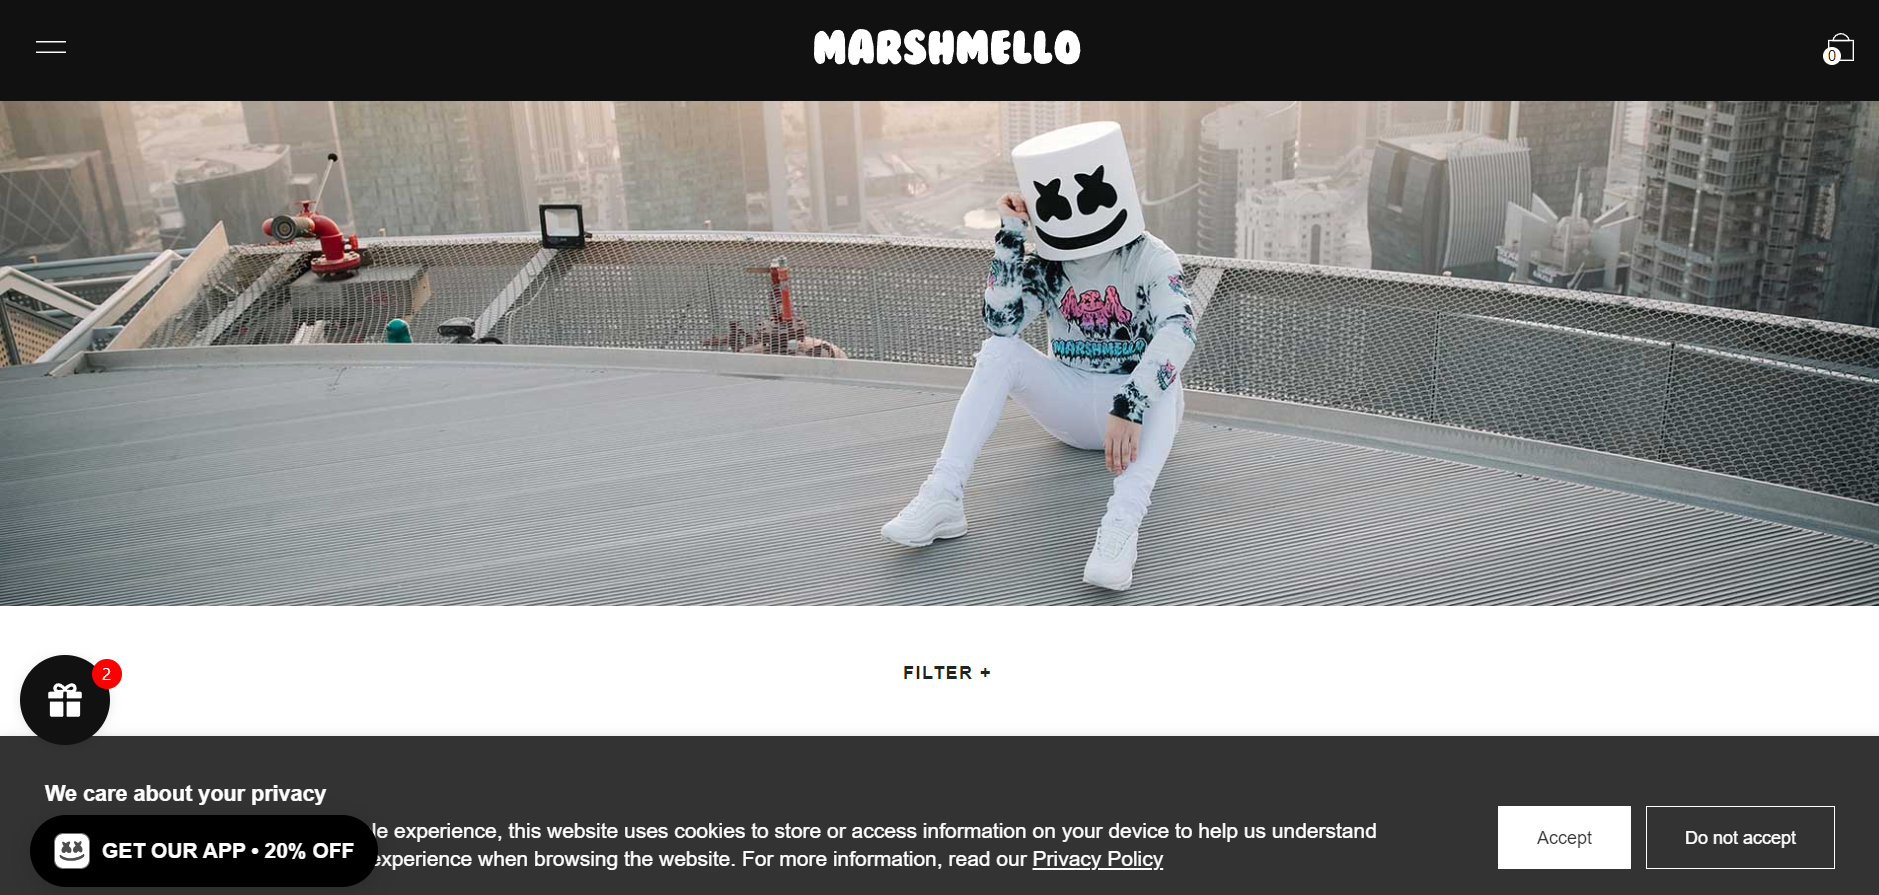 MARSHMELLO
0
MARSHMELLO
FILTER +
2
We care about your privacy
le experience, this website uses cookies to store or access information on your device to help us understand
experience when browsing the website. For more information, read our Privacy Policy
GET OUR APP • 20% OFF
Accept
Do not accept